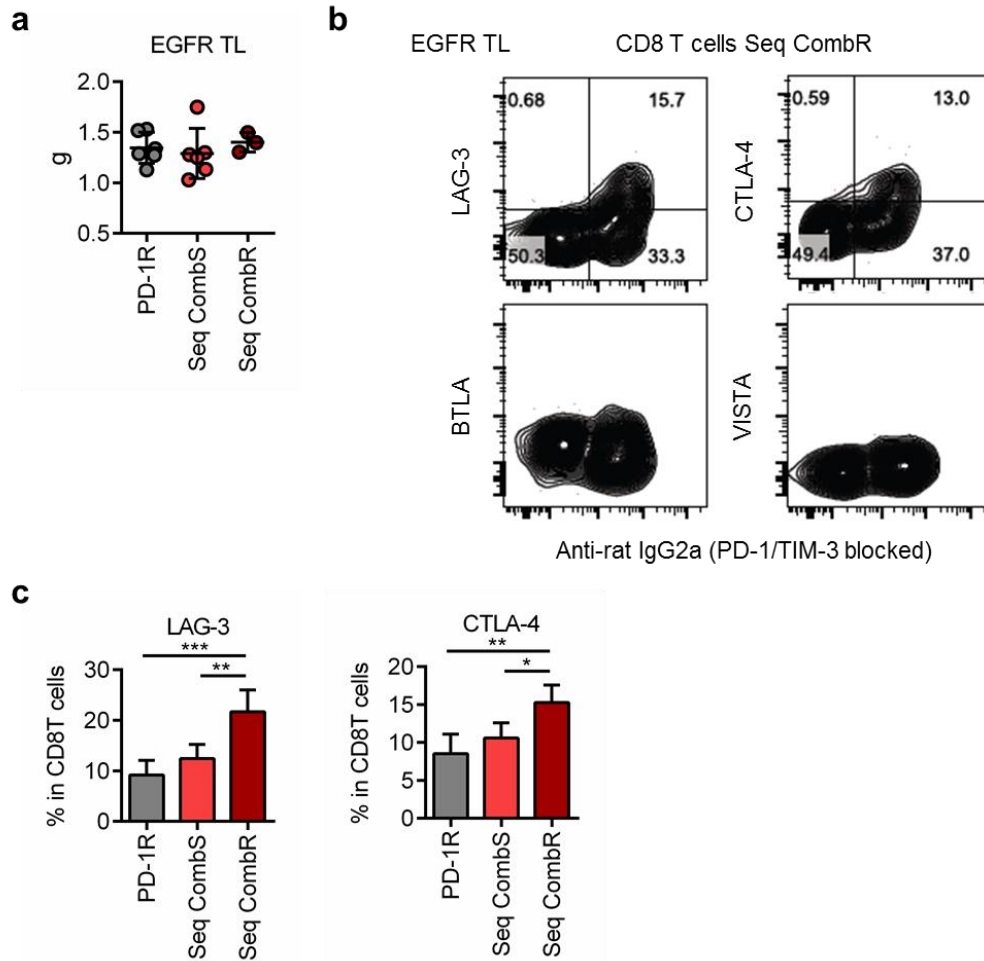 a
EGFR TL
g
2.0
1.5
1.0
0.5
PD-1R
Seq CombS
Seq CombR
b
EGFR TL CD8 T cells Seq CombR
LAG-3
0.68 15.7
50.3 33.3
CTLA-4
0.59 13.0
49.4 37.0
BTLA
VISTA
Anti-rat IgG2a (PD-1/TIM-3 blocked)
c
LAG-3
***
**
% in CD8T cells
30
20
10
0
PD-1R
Seq CombS
Seq CombR
CTLA-4
**
*
% in CD8T cells
20
15
10
5
0
PD-1R
Seq CombS
Seq CombR